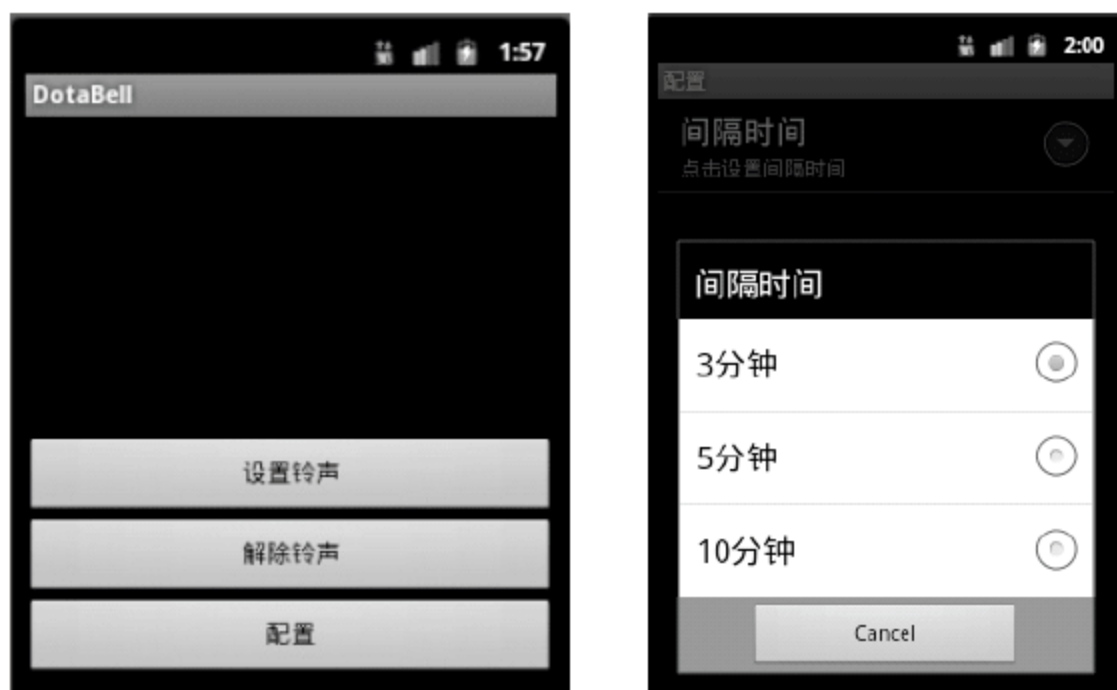 1:57
DotaBell
设置铃声
解除铃声
配置
2:00
配置
间隔时间
点击设置间隔时间
间隔时间
3分钟
5分钟
10分钟
Cancel